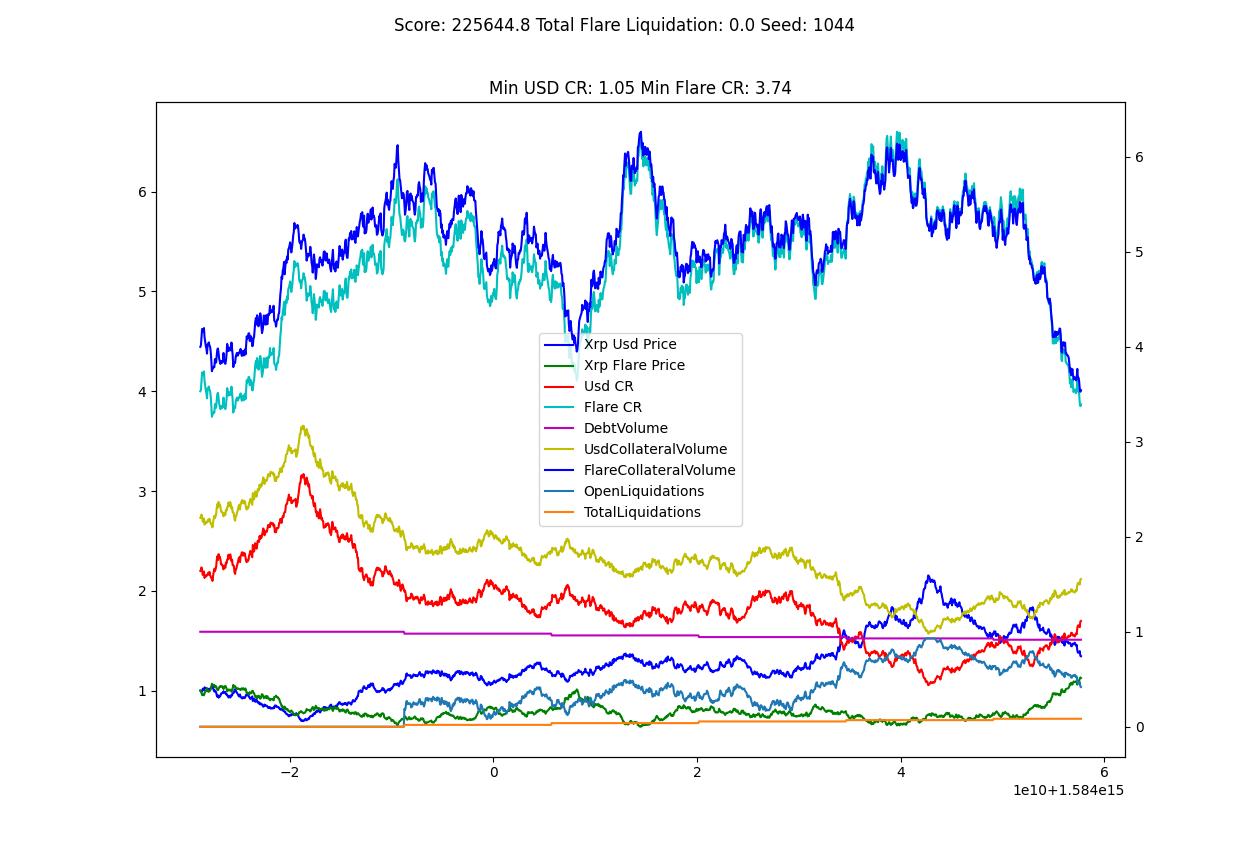 Score: 225644.8 Total Flare Liquidation: 0.0 Seed: 1044
Min USD CR: 1.05 Min Flare CR: 3.74
6
5
4
3
2
1
6
5
4
3
2
1
0
Xrp Usd Price
Xrp Flare Price
Usd CR
Flare CR
DebtVolume
UsdCollateralVolume
FlareCollateralVolume
OpenLiquidations
TotalLiquidations
−2 0 2 4 6
1e10+1.584e15